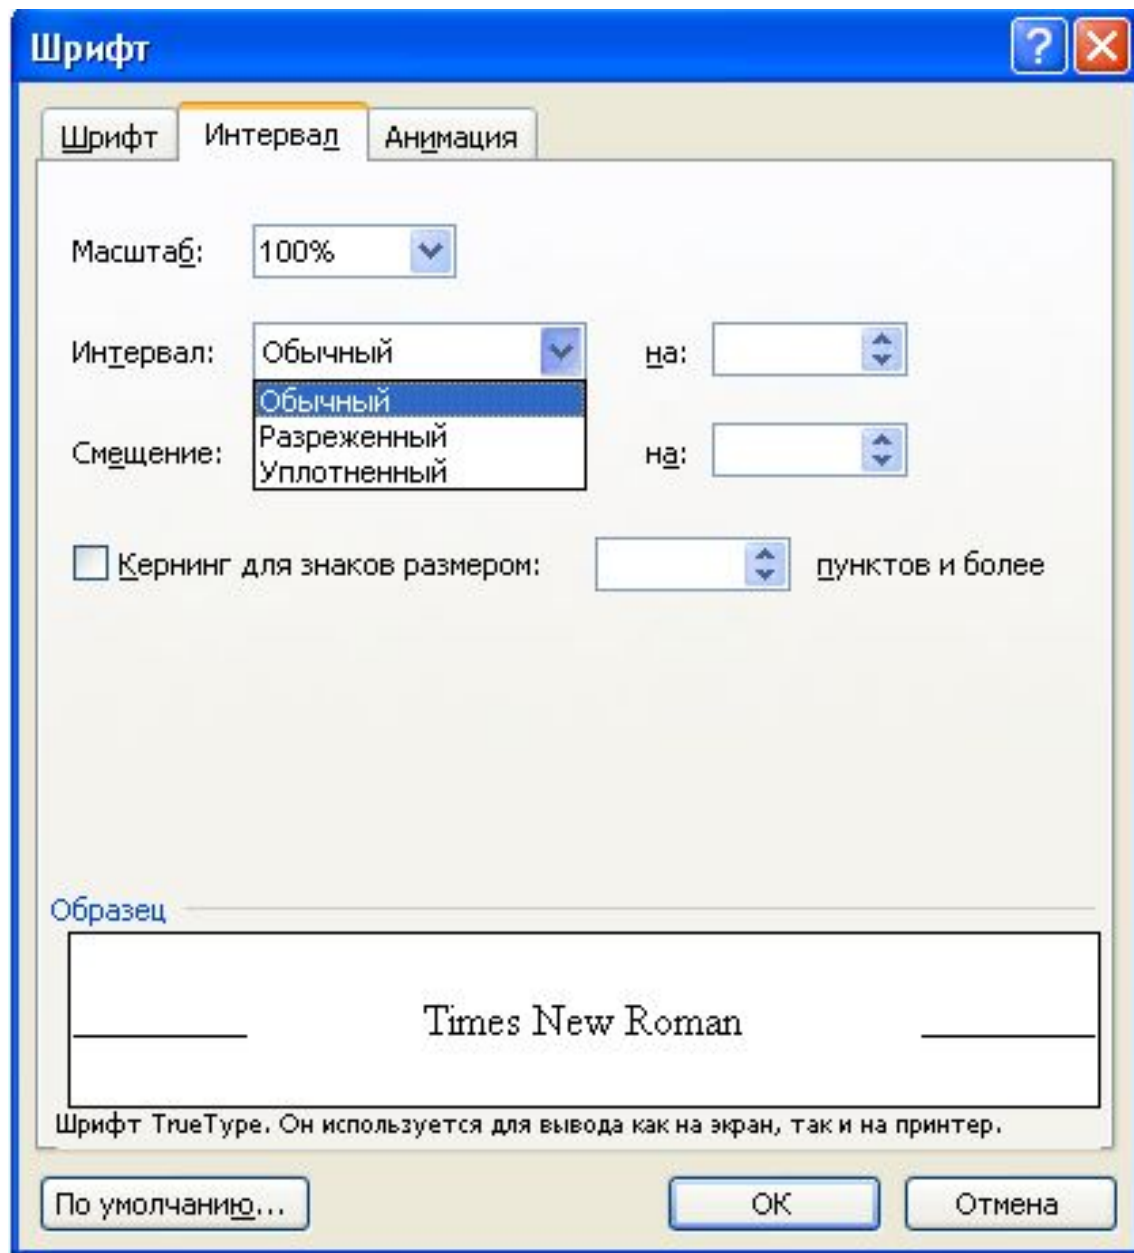 Шрифт
Шрифт Интервал Анимация
Масштаб: 100%
Интервал: Обычный на:
Обычный
Разреженный
Смещение: на:
Уплотненный
Кернинг для знаков размером: пунктов и более
Образец
Times New Roman
Шрифт TrueType. Он используется для вывода как на экран, так и на принтер.
По умолчанию... ОК Отмена